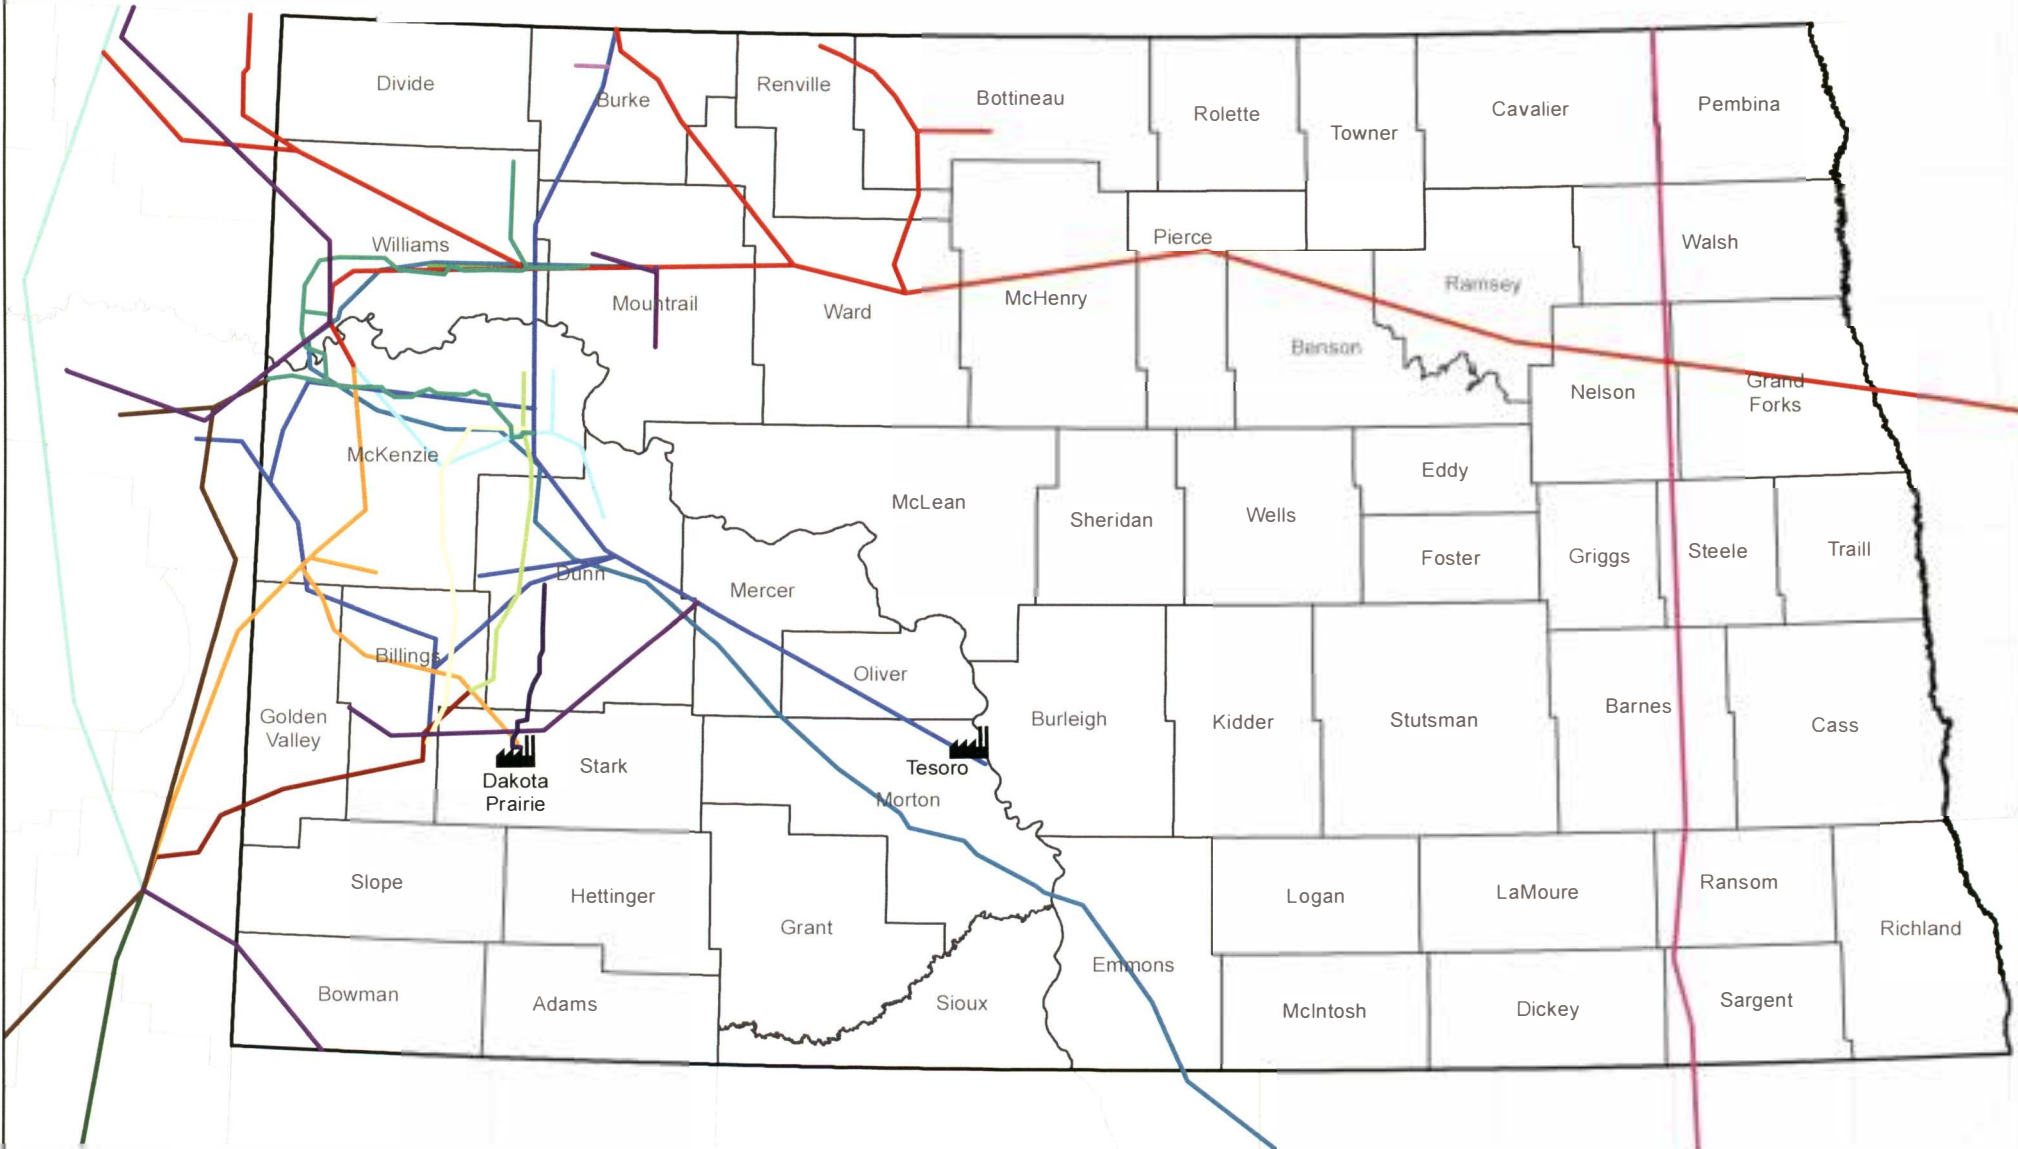 Divide
Burke
Renville
Bottineau
Rolette
Towner
Cavalier
Pembina
Williams
Mountrail
Ward
McHenry
Pierce
Benson
Ramsey
Walsh
Nelson
Grand
Forks
McKenzie
Dunn
McLean
Mercer
Oliver
Sheridan
Wells
Eddy
Foster
Griggs
Steele
Traill
Billings
Golden
Valley
Stark
Dakota
Prairie
Tesoro
Morton
Burleigh
Kidder
Stutsman
Barnes
Cass
Slope
Hettinger
Grant
Bowman
Adams
Sioux
Emmons
Logan
LaMoure
Ransom
Richland
McIntosh
Dickey
Sargent